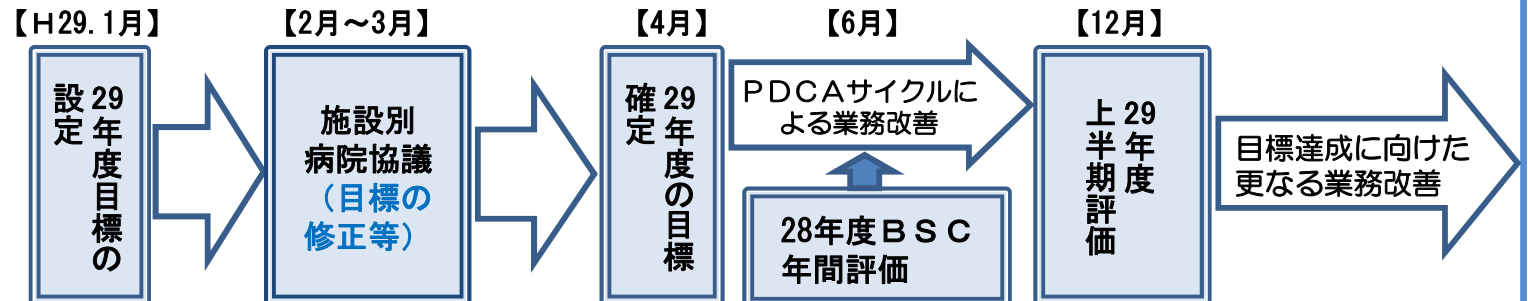 【Ｈ29.1月】
29年度目標の
設定
【2月～3月】
施設別
病院協議
（目標の
修正等）
【4月】
29年度の目標
確定
【6月】
ＰＤＣＡサイクルに
よる業務改善
28年度ＢＳＣ
年間評価
【12月】
29年度
上半期評価
目標達成に向けた
更なる業務改善